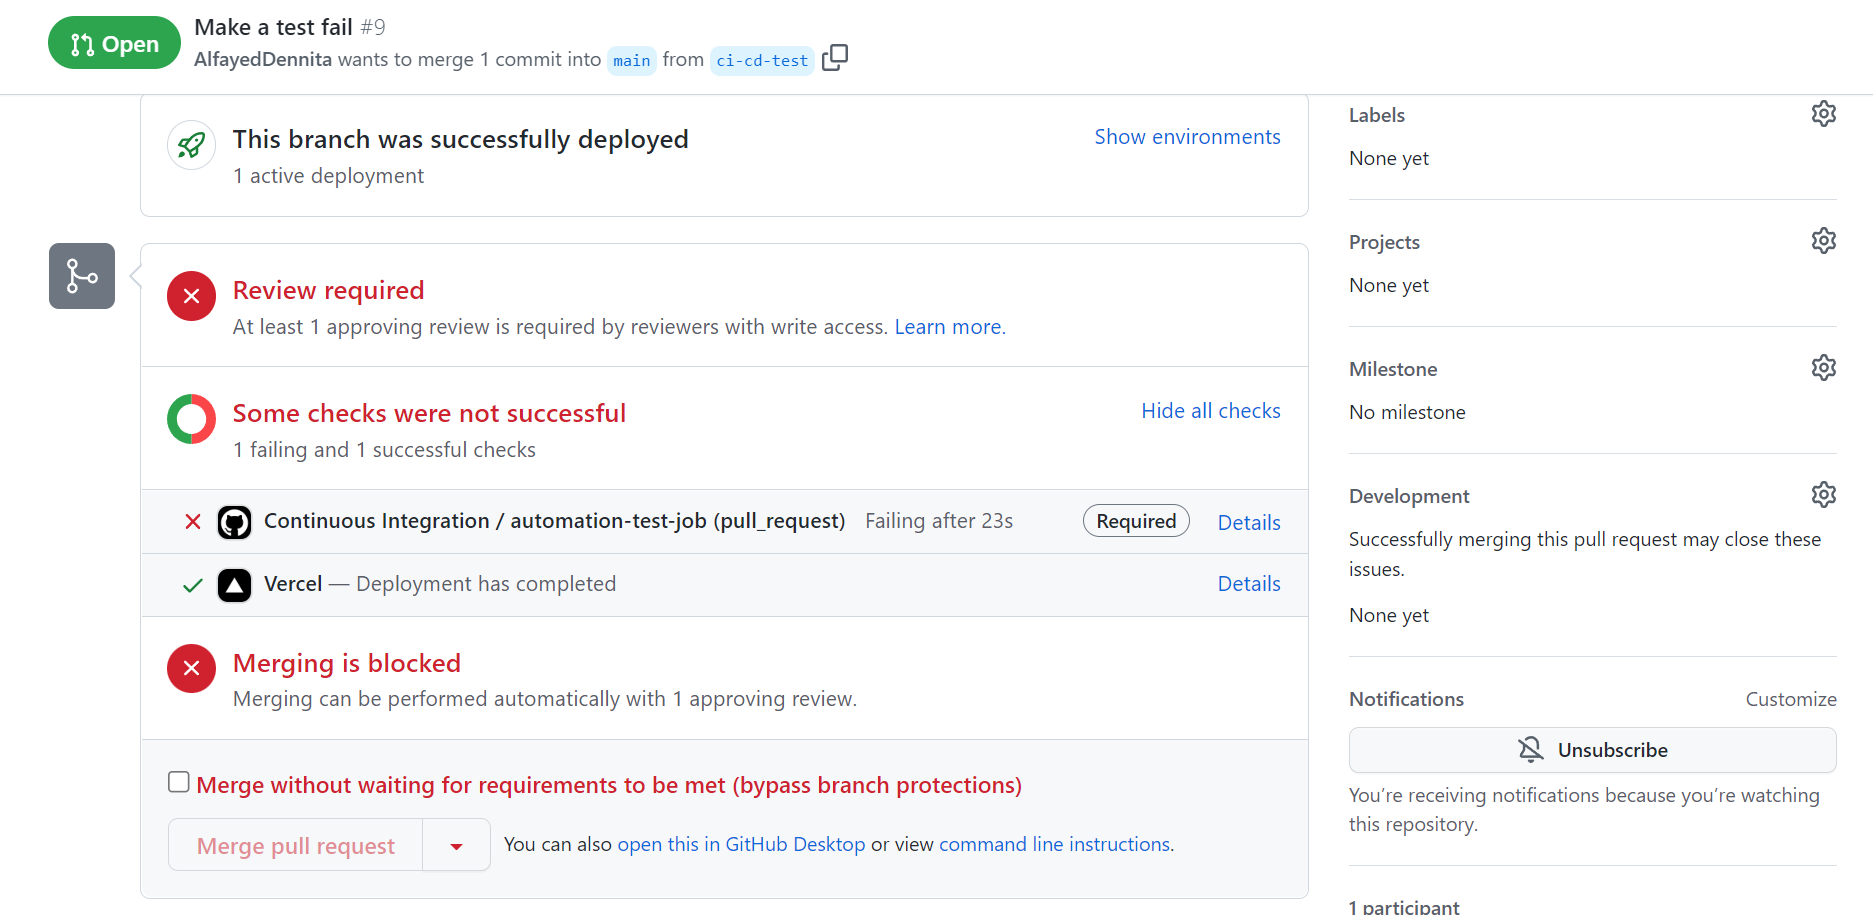 Open
Make a test fail #9
AlfayedDennita wants to merge 1 commit into main from ci-cd-test
This branch was successfully deployed
1 active deployment
Show environments
Review required
At least 1 approving review is required by reviewers with write access. Learn more.
Some checks were not successful
1 failing and 1 successful checks
Hide all checks
Continuous Integration / automation-test-job (pull_request) Failing after 23s Required Details
Vercel — Deployment has completed Details
Merging is blocked
Merging can be performed automatically with 1 approving review.
Merge without waiting for requirements to be met (bypass branch protections)
Merge pull request
You can also open this in GitHub Desktop or view command line instructions.
Labels
None yet
Projects
None yet
Milestone
No milestone
Development
Successfully merging this pull request may close these
issues.
None yet
Notifications Customize
Unsubscribe
You’re receiving notifications because you’re watching
this repository.
1 participant